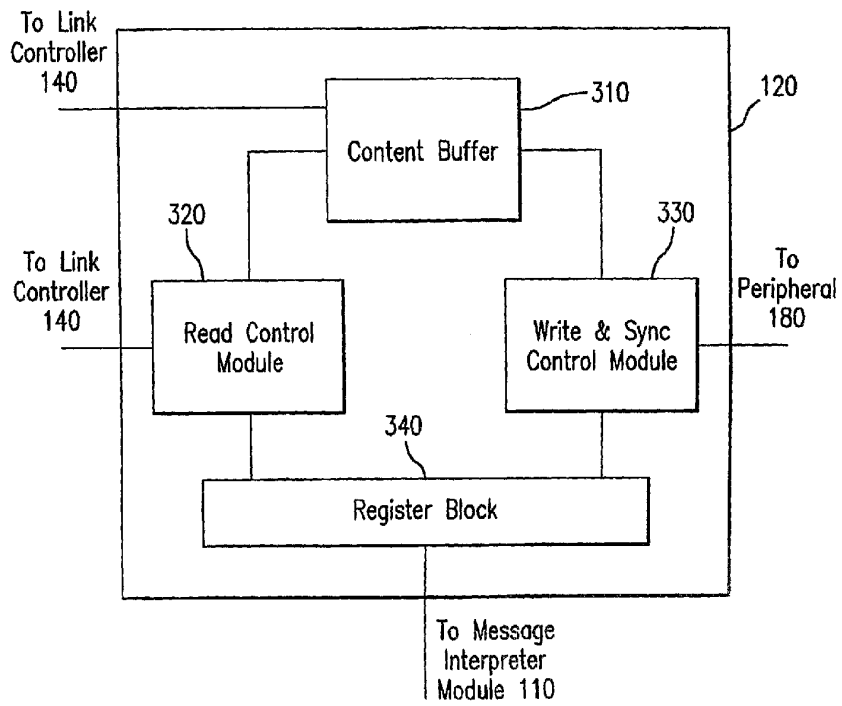 To Link
Controller
140
310
120
Content Buffer
320
330
To Link
Controller
140
Read Control
Module
Write & Sync
Control Module
To
Peripheral
180
340
Register Block
To Message
Interpreter
Module 110